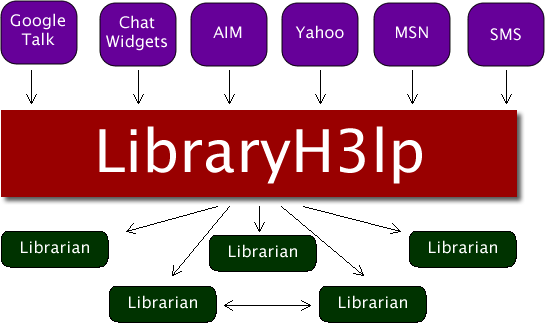 Google
Talk
Chat
Widgets
AIM
Yahoo
MSN
SMS
LibraryH3lp
Librarian
Librarian
Librarian
Librarian
Librarian